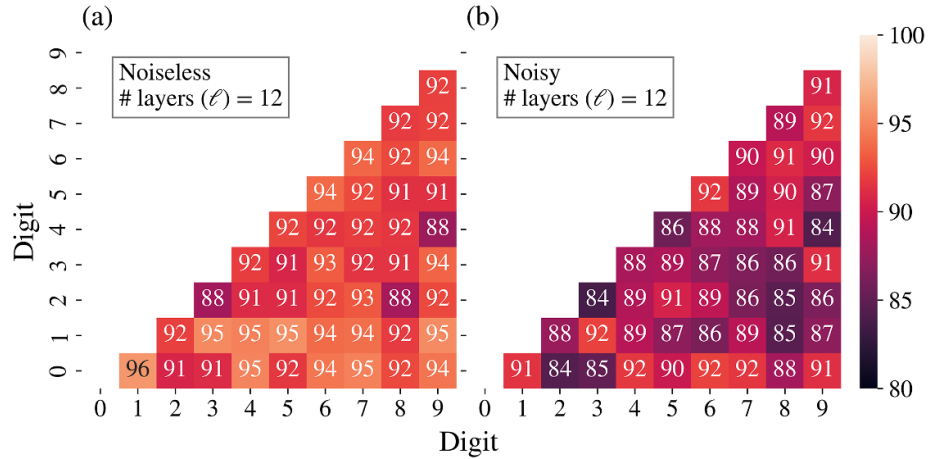 (a)
Noiseless
# layers (ℓ) = 12
Digit
9
8 92
7 92 92
6 94 92 94
5 94 92 91 91
4 92 92 92 92 88
3 92 91 93 92 91 94
2 88 91 91 92 93 88 92
1 92 95 95 95 94 94 92 95
0 96 91 91 95 92 94 95 92 94
0 1 2 3 4 5 6 7 8 9
(b)
Noisy
# layers (ℓ) = 12
91
89 92
90 91 90
92 89 90 87
86 88 88 91 84
88 89 87 86 86 91
84 89 91 89 86 85 86
88 92 89 87 86 89 85 87
91 84 85 92 90 92 92 88 91
0 1 2 3 4 5 6 7 8 9
Digit
100
95
90
85
80